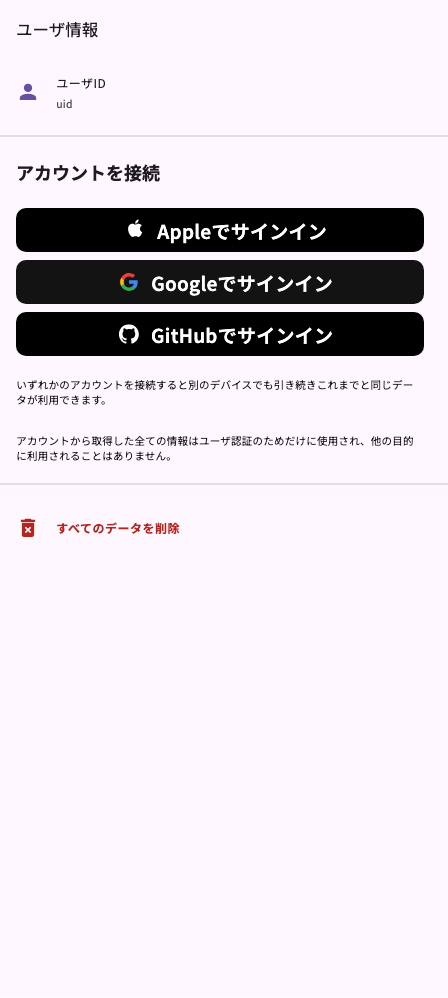 ユーザ情報
ユーザID
uid
アカウントを接続
Appleでサインイン
Googleでサインイン
GitHubでサインイン
いずれかのアカウントを接続すると別のデバイスでも引き続きこれまでと同じデー
タが利用できます。
アカウントから取得した全ての情報はユーザ認証のためだけに使用され、他の目的
に利用されることはありません。
すべてのデータを削除